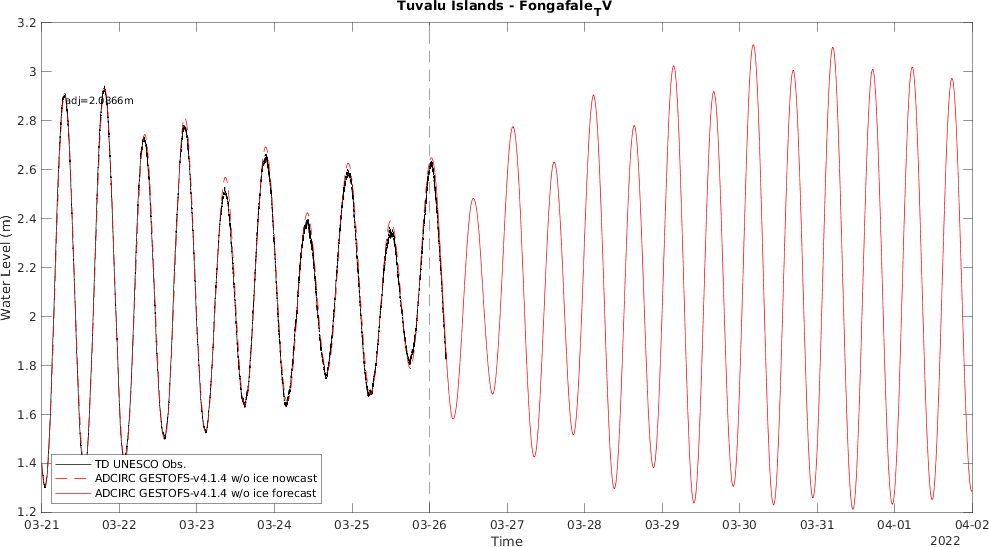 Tuvalu Islands - Fongafale_TV
3.2
3
2.8
2.6
2.4
2.2
2
1.8
1.6
1.4
1.2
Water Level (m)
adj=2.0366m
TD UNESCO Obs.
ADCIRC GESTOFS-v4.1.4 w/o ice nowcast
ADCIRC GESTOFS-v4.1.4 w/o ice forecast
03-21 03-22 03-23 03-24 03-25 03-26 03-27 03-28 03-29 03-30 03-31 04-01 04-02
Time
2022